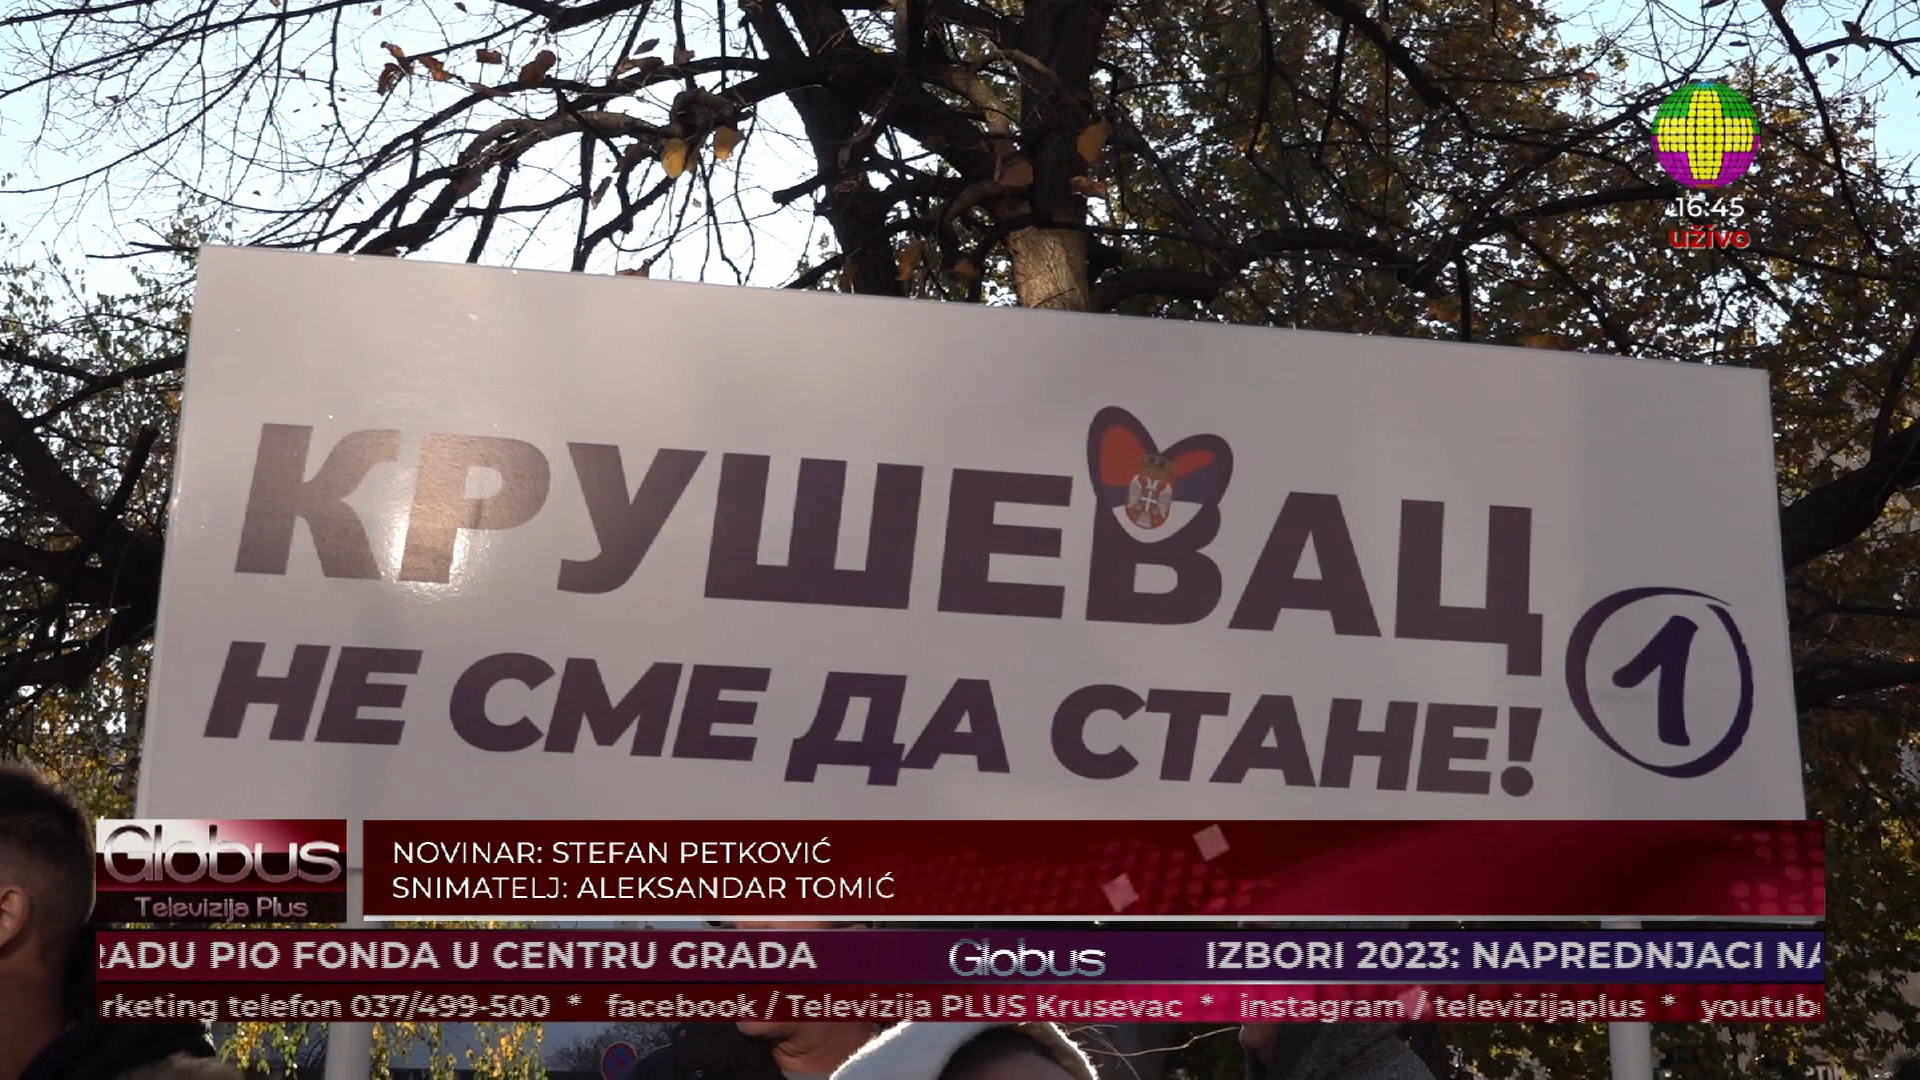 16:45
uživo
КРУШЕВАЦ
НЕ СМЕ ДА СТАНЕ!
1
Globus
Televizija Plus
NOVINAR: STEFAN PETKOVIĆ
SNIMATELJ: ALEKSANDAR TOMIĆ
RADU PIO FONDA U CENTRU GRADA Globus IZBORI 2023: NAPREDNJACI NA
rketing telefon 037/499-500 * facebook / Televizija PLUS Krusevac * instagram / televizijaplus * youtub